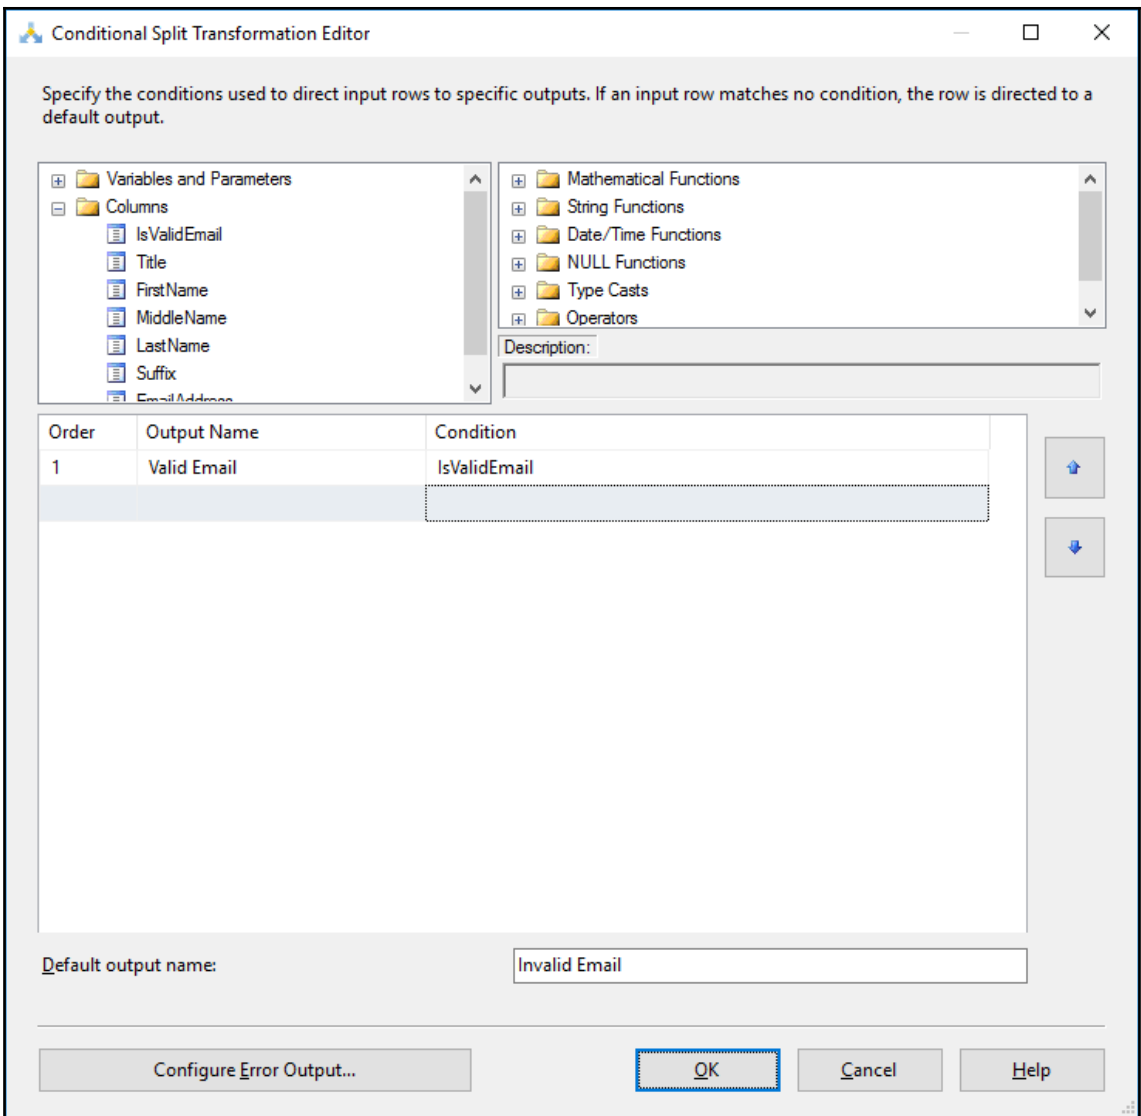 Conditional Split Transformation Editor
Specify the conditions used to direct input rows to specific outputs. If an input row matches no condition, the row is directed to a
default output.
Variables and Parameters
Columns
IsValidEmail
Title
FirstName
MiddleName
LastName
Suffix
EmailAddress
Mathematical Functions
String Functions
Date/Time Functions
NULL Functions
Type Casts
Operators
Description:
Order Output Name Condition
1 Valid Email IsValidEmail
Default output name: Invalid Email
Configure Error Output... OK Cancel Help